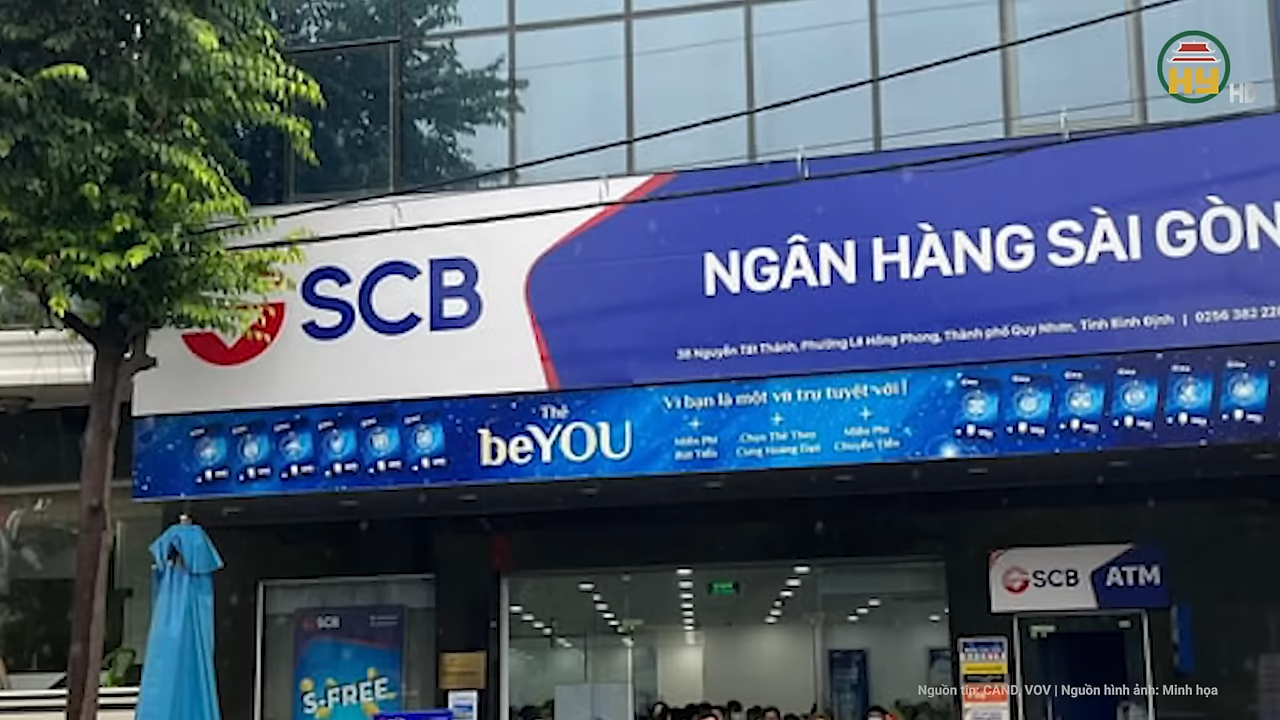 HY
HD
SCB
NGÂN HÀNG SÀI GÒN
38 Nguyễn Tất Thành, Phường Lê Hồng Phong, Thành phố Quy Nhơn, Tỉnh Bình Định | 0256 382 22
Thẻ
beYOU
Vì bạn là một vũ trụ tuyệt vời!
Miễn Phí
Rút Tiền
Chọn Thẻ Theo
Cung Hoàng Đạo
Miễn Phí
Chuyển Tiền
SCB
ATM
SCB
S-FREE
Nguồn tin: CAND, VOV | Nguồn hình ảnh: Minh họa